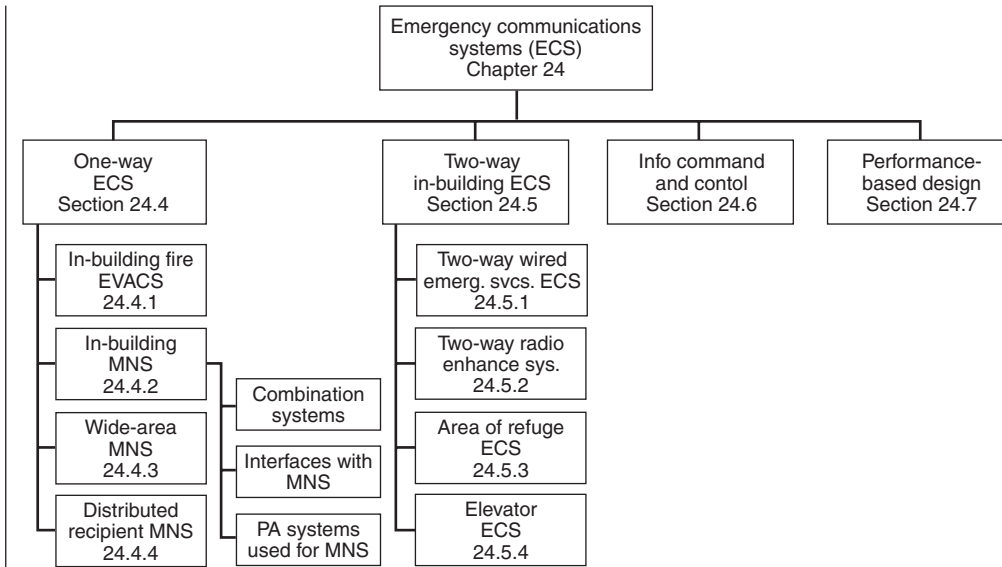 Emergency communications
systems (ECS)
Chapter 24
One-way
ECS
Section 24.4
Two-way
in-building ECS
Section 24.5
Info command
and contol
Section 24.6
Performance-
based design
Section 24.7
In-building fire
EVACS
24.4.1
In-building
MNS
24.4.2
Wide-area
MNS
24.4.3
Distributed
recipient MNS
24.4.4
Combination
systems
Interfaces with
MNS
PA systems
used for MNS
Two-way wired
emerg. svcs. ECS
24.5.1
Two-way radio
enhance sys.
24.5.2
Area of refuge
ECS
24.5.3
Elevator
ECS
24.5.4